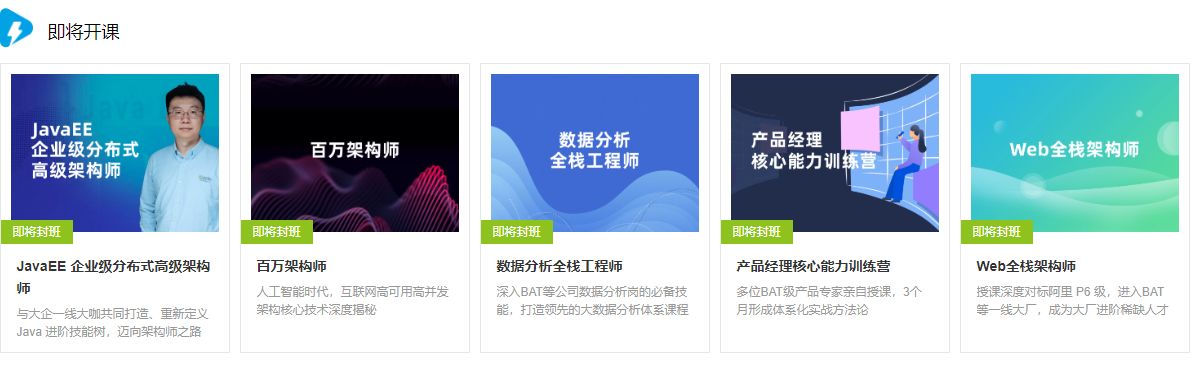 即将开课
JavaEE
企业级分布式
高级架构师
即将封班
JavaEE 企业级分布式高级架构
师
与大企一线大咖共同打造、重新定义
Java 进阶技能树，迈向架构师之路
百万架构师
即将封班
百万架构师
人工智能时代，互联网高可用高并发
架构核心技术深度揭秘
数据分析
全栈工程师
即将封班
数据分析全栈工程师
深入BAT等公司数据分析岗的必备技
能，打造领先的大数据分析体系课程
产品经理
核心能力训练营
即将封班
产品经理核心能力训练营
多位BAT级产品专家亲自授课，3个
月形成体系化实战方法论
Web全栈架构师
即将封班
Web全栈架构师
授课深度对标阿里 P6 级，进入BAT
等一线大厂，成为大厂进阶稀缺人才